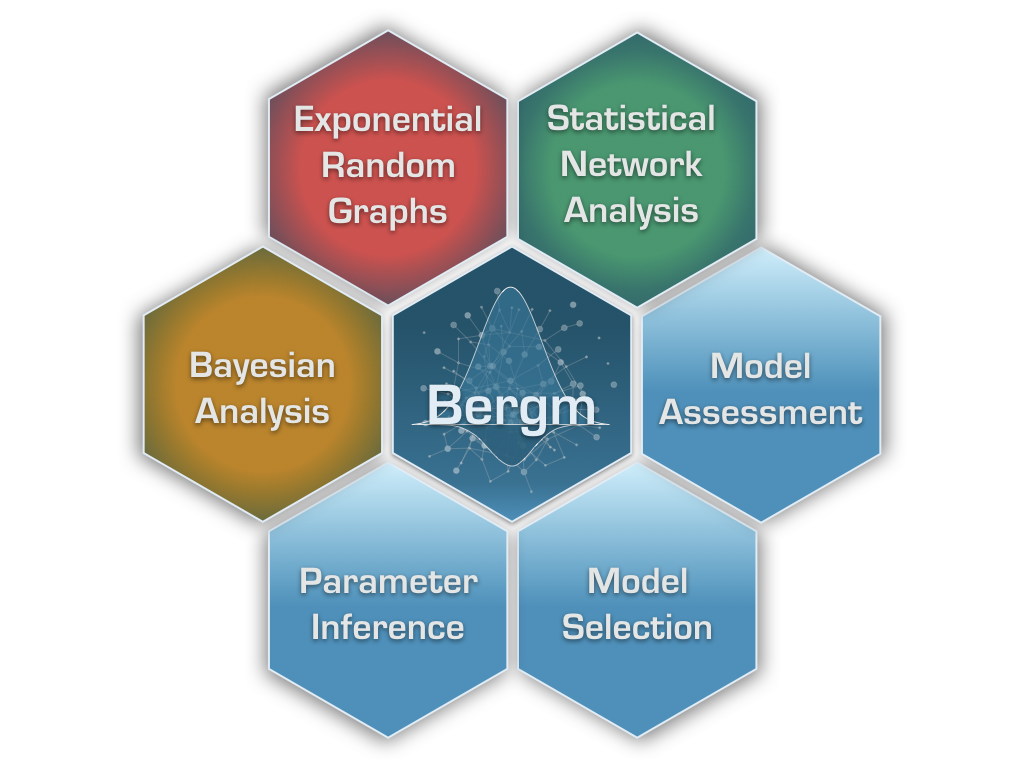 Exponential
Random
Graphs
Statistical
Network
Analysis
Bayesian
Analysis
Bergm
Model
Assessment
Parameter
Inference
Model
Selection